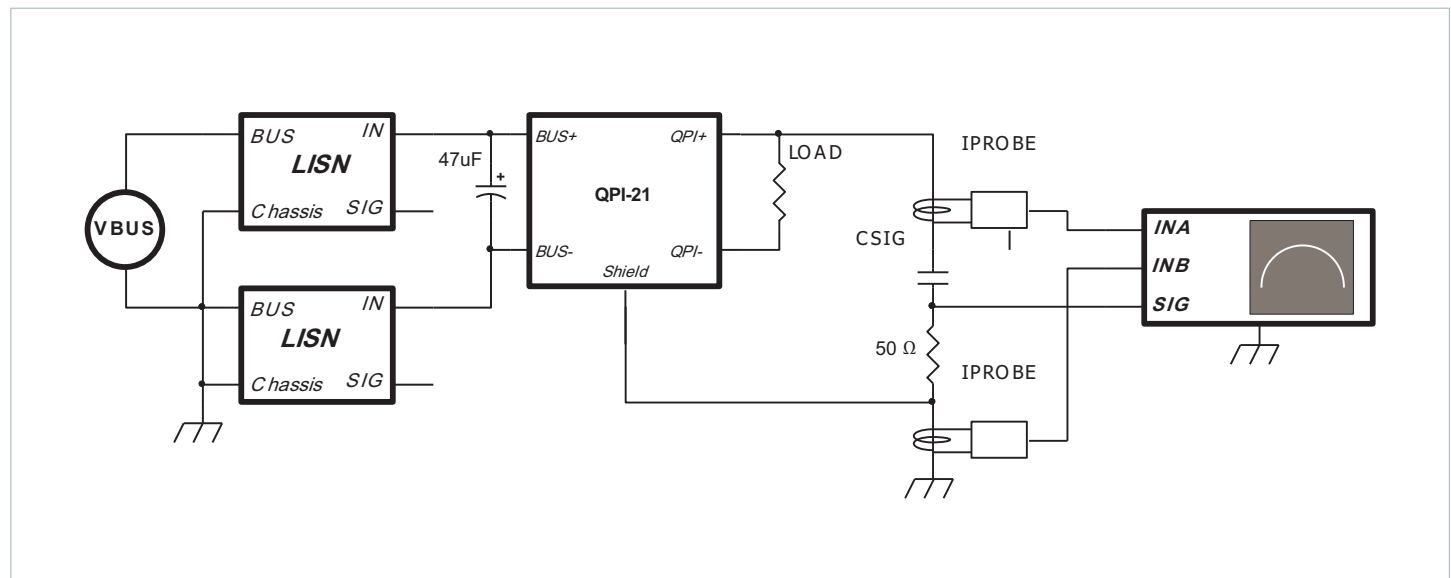 VBUS
BUS
IN
LISN
Chassis
SIG
BUS
IN
LISN
Chassis
SIG
47uF
+
BUS+
QPI+
QPI-21
BUS-
QPI-
Shield
LOAD
IPROBE
CSIG
50 Ω
IPROBE
INA
INB
SIG